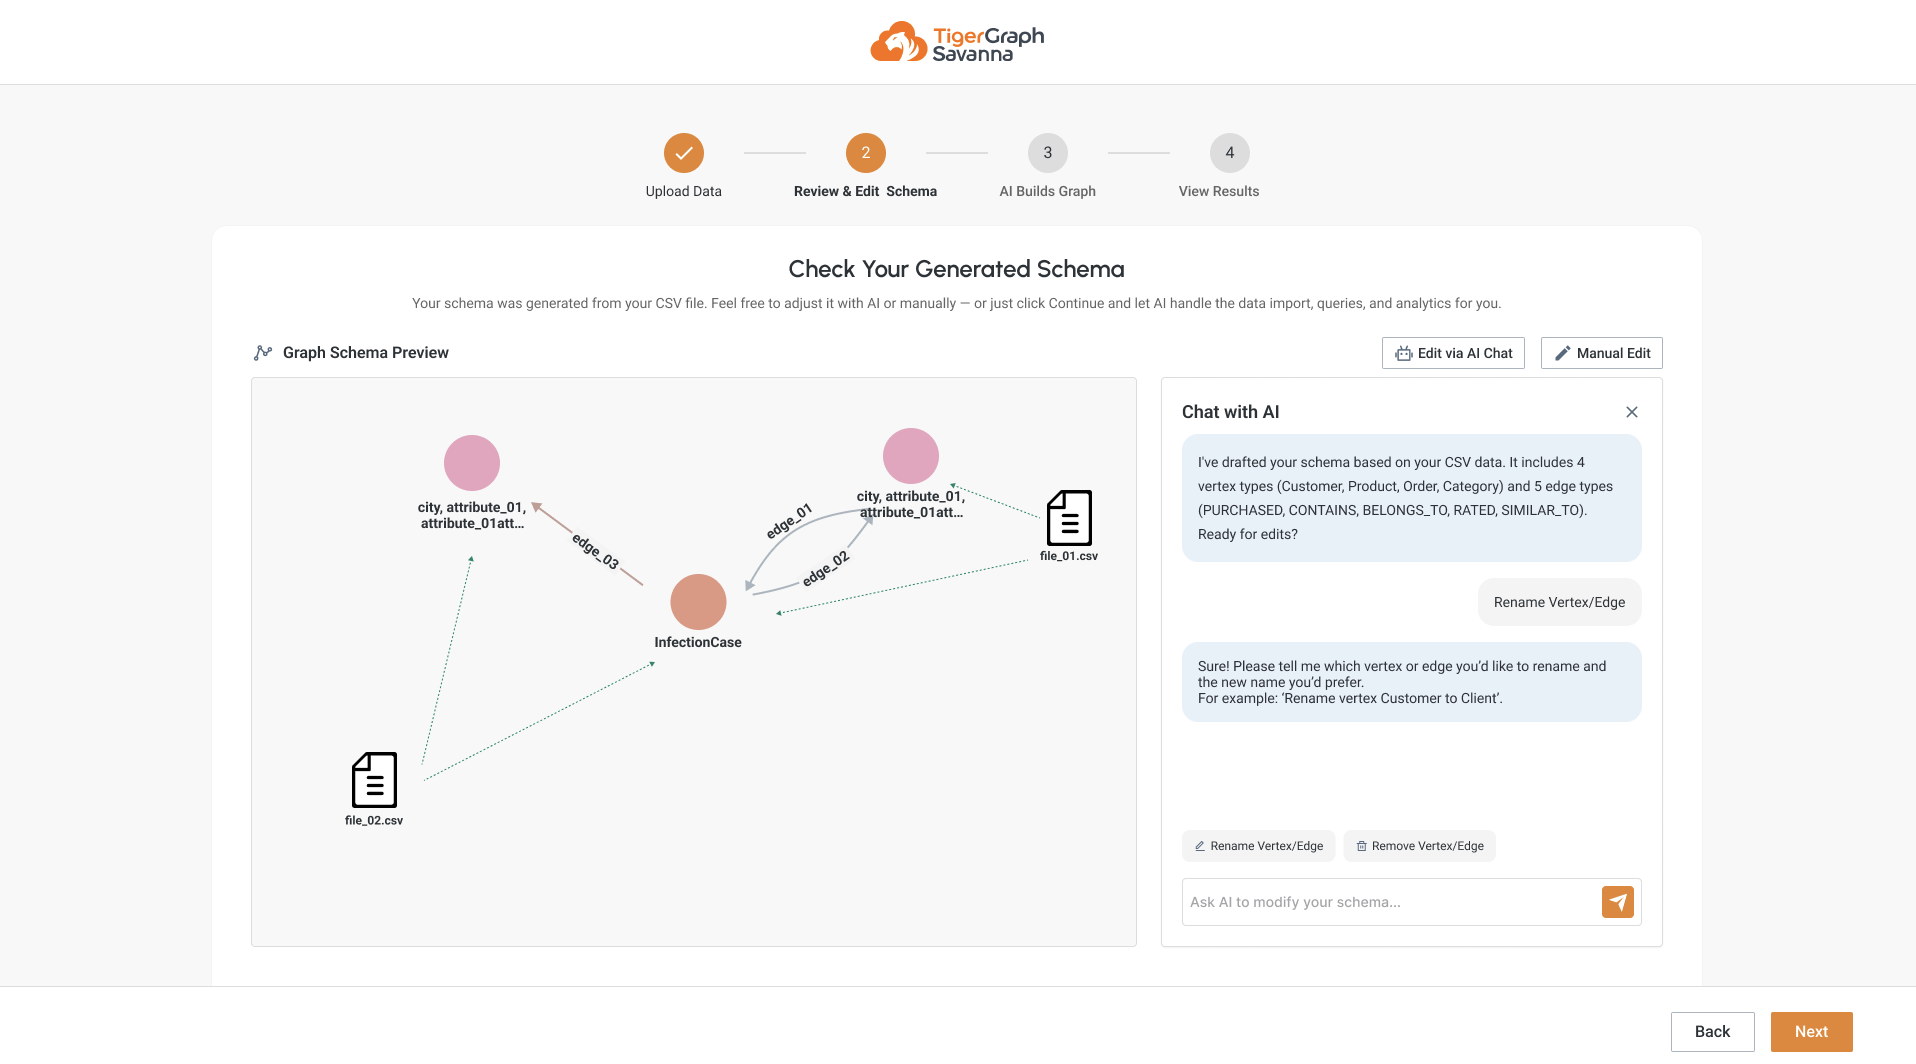 TigerGraph
Savanna
2
3
4
Upload Data
Review & Edit Schema
AI Builds Graph
View Results
Check Your Generated Schema
Your schema was generated from your CSV file. Feel free to adjust it with AI or manually — or just click Continue and let AI handle the data import, queries, and analytics for you.
Graph Schema Preview
Edit via AI Chat
Manual Edit
city, attribute_01,
attribute_01att...
city, attribute_01,
attribute_01att...
edge_01
edge_02
edge_03
file_01.csv
InfectionCase
file_02.csv
Chat with AI
I've drafted your schema based on your CSV data. It includes 4
vertex types (Customer, Product, Order, Category) and 5 edge types
(PURCHASED, CONTAINS, BELONGS_TO, RATED, SIMILAR_TO).
Ready for edits?
Rename Vertex/Edge
Sure! Please tell me which vertex or edge you’d like to rename and
the new name you’d prefer.
For example: ‘Rename vertex Customer to Client’.
Rename Vertex/Edge
Remove Vertex/Edge
Ask AI to modify your schema...
Back
Next